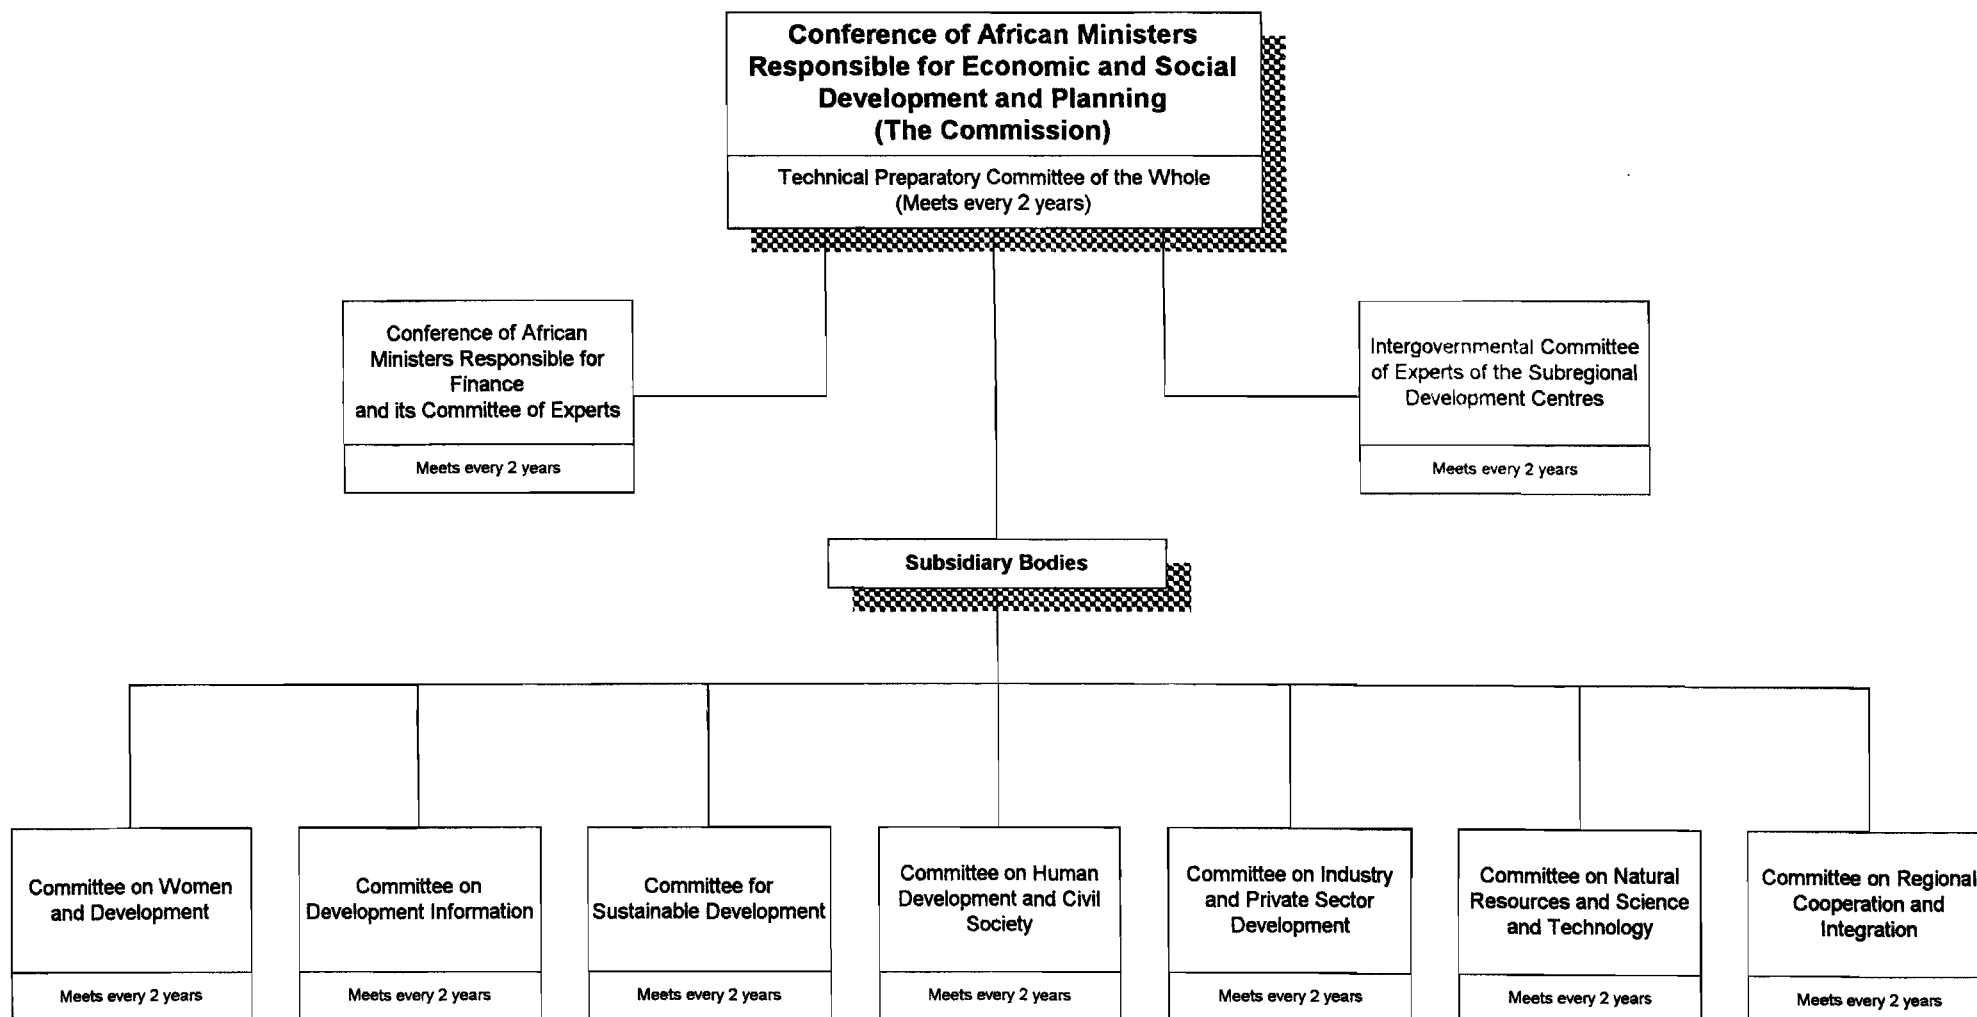 Conference of African Ministers
Responsible for Economic and Social
Development and Planning
(The Commission)
Technical Preparatory Committee of the Whole
(Meets every 2 years)
Conference of African
Ministers Responsible for
Finance
and its Committee of Experts
Meets every 2 years
Intergovernmental Committee
of Experts of the Subregional
Development Centres
Meets every 2 years
Subsidiary Bodies
Committee on Women
and Development
Meets every 2 years
Committee on
Development Information
Meets every 2 years
Committee for
Sustainable Development
Meets every 2 years
Committee on Human
Development and Civil
Society
Meets every 2 years
Committee on Industry
and Private Sector
Development
Meets every 2 years
Committee on Natural
Resources and Science
and Technology
Meets every 2 years
Committee on Regional
Cooperation and
Integration
Meets every 2 years